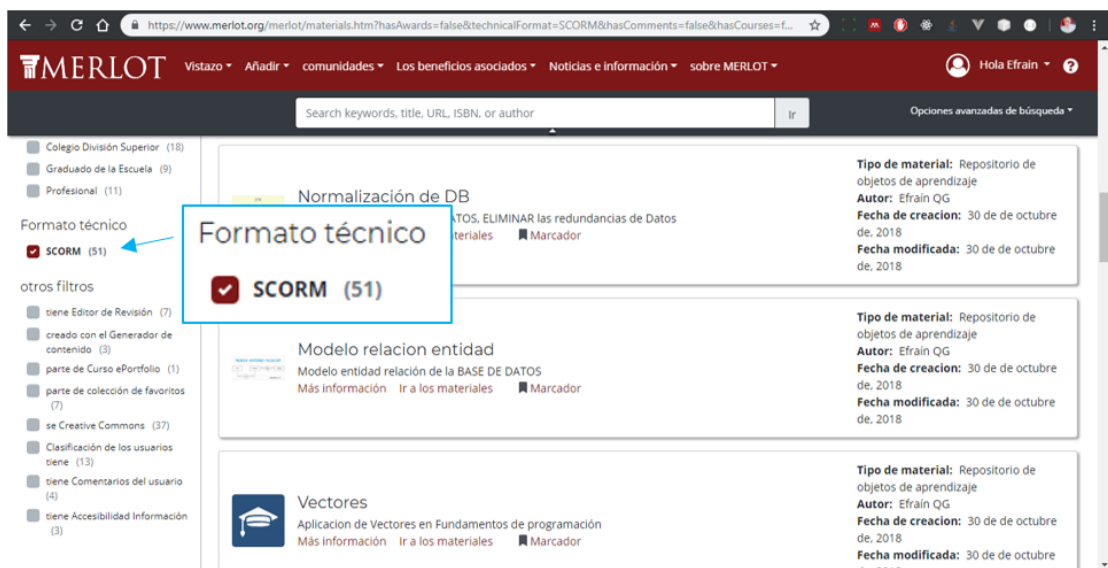 https://www.merlot.org/merlot/materials.htm?hasAwards=false&technicalFormat=SCORM&hasComments=false&hasCourses=f...
MERLOT
Vistazo
Añadir
comunidades
Los beneficios asociados
Noticias e información
sobre MERLOT
Hola Efrain
?
Search keywords, title, URL, ISBN, or author
Ir
Opciones avanzadas de búsqueda
Colegio División Superior (18)
Graduado de la Escuela (9)
Profesional (11)
Formato técnico
SCORM (51)
otros filtros
tiene Editor de Revisión (7)
creado con el Generador de
contenido (3)
parte de Curso ePortfolio (1)
parte de colección de favoritos
(7)
se Creative Commons (37)
Clasificación de los usuarios
tiene (13)
tiene Comentarios del usuario
(4)
tiene Accesibilidad Información
(3)
Formato técnico
SCORM (51)
Normalización de DB
ATOS, ELIMINAR las redundancias de Datos
teriales Marcador
Tipo de material: Repositorio de
objetos de aprendizaje
Autor: Efraín QG
Fecha de creacion: 30 de de octubre
de, 2018
Fecha modificada: 30 de de octubre
de, 2018
Modelo relacion entidad
Modelo entidad relación de la BASE DE DATOS
Más información Ir a los materiales Marcador
Tipo de material: Repositorio de
objetos de aprendizaje
Autor: Efraín QG
Fecha de creacion: 30 de de octubre
de, 2018
Fecha modificada: 30 de de octubre
de, 2018
Vectores
Aplicacion de Vectores en Fundamentos de programación
Más información Ir a los materiales Marcador
Tipo de material: Repositorio de
objetos de aprendizaje
Autor: Efraín QG
Fecha de creacion: 30 de de octubre
de, 2018
Fecha modificada: 30 de de octubre